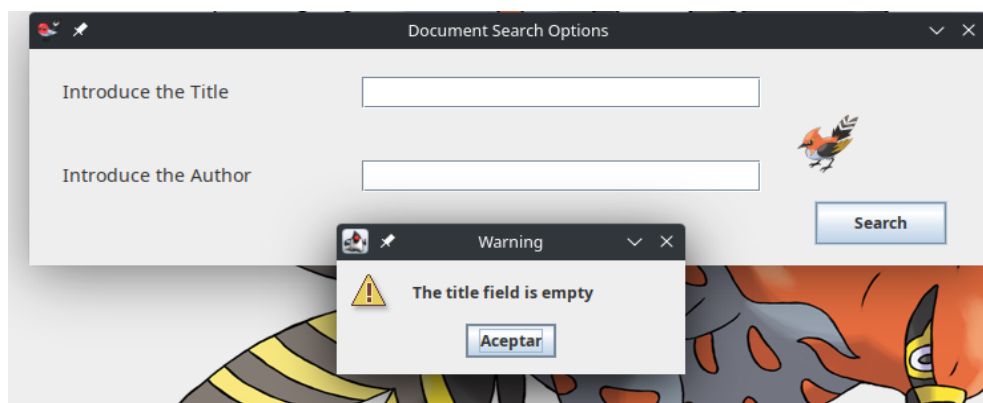 Document Search Options
Introduce the Title
Introduce the Author
Search
Warning
The title field is empty
Aceptar